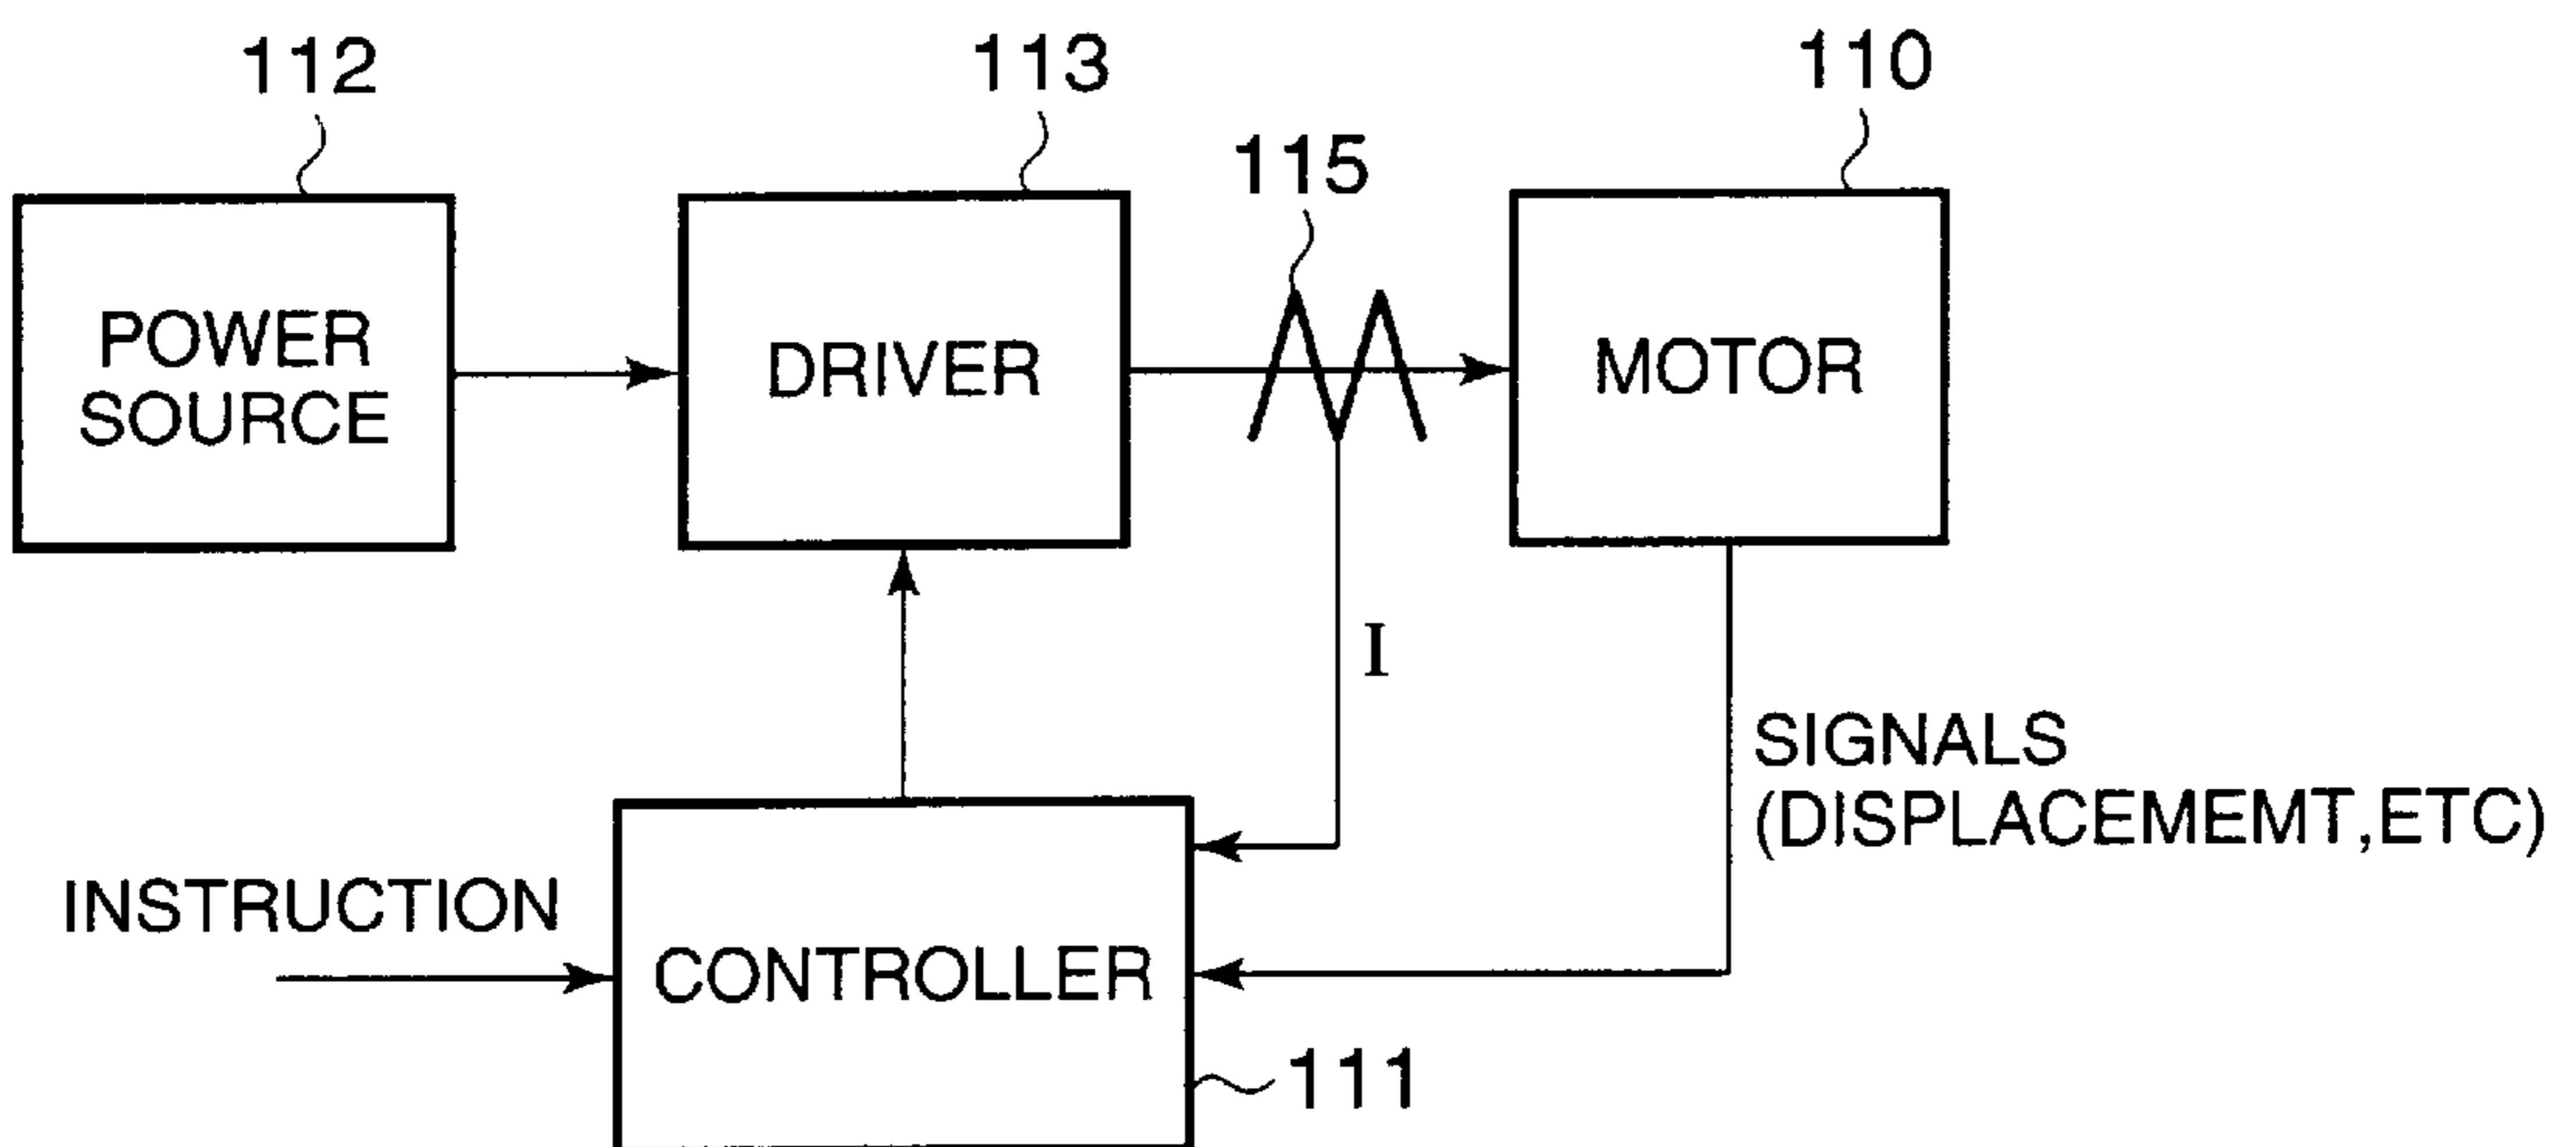 112
113
110
115
POWER
SOURCE
DRIVER
MOTOR
I
SIGNALS
(DISPLACEMEMT,ETC)
INSTRUCTION
CONTROLLER
111